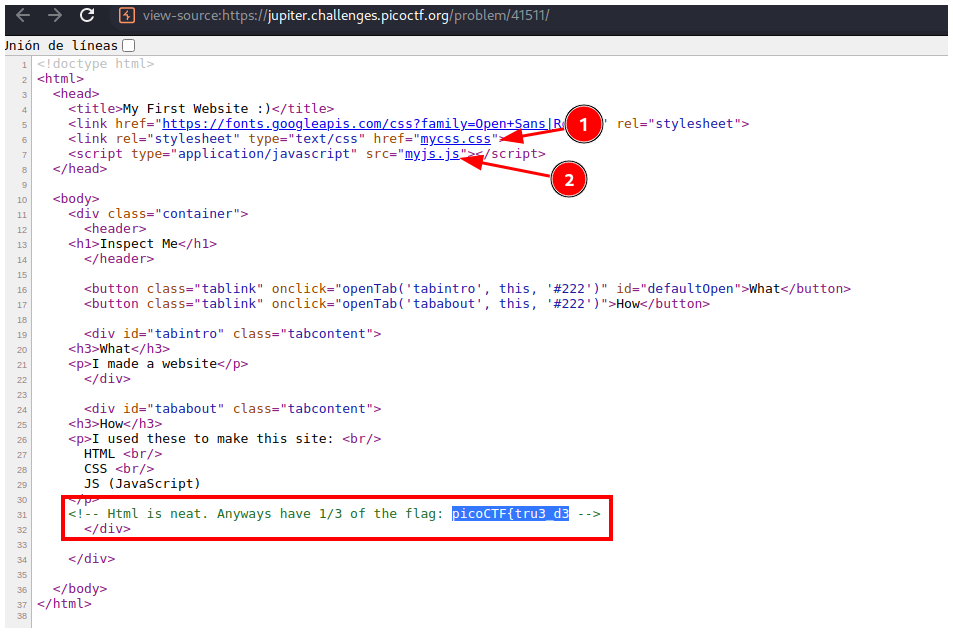 view-source:https://jupiter.challenges.picoctf.org/problem/41511/
Unión de líneas
1 <!doctype html>
2 <html>
3 <head>
4 <title>My First Website :)</title>
5 <link href="https://fonts.googleapis.com/css?family=Open+Sans|R " rel="stylesheet">
6 <link rel="stylesheet" type="text/css" href="mycss.css">
7 <script type="application/javascript" src="myjs.js"></script>
8 </head>
9
10 <body>
11 <div class="container">
12 <header>
13 <h1>Inspect Me</h1>
14 </header>
15
16 <button class="tablink" onclick="openTab('tabintro', this, '#222')" id="defaultOpen">What</button>
17 <button class="tablink" onclick="openTab('tababout', this, '#222')">How</button>
18
19 <div id="tabintro" class="tabcontent">
20 <h3>What</h3>
21 <p>I made a website</p>
22 </div>
23
24 <div id="tababout" class="tabcontent">
25 <h3>How</h3>
26 <p>I used these to make this site: <br/>
27 HTML <br/>
28 CSS <br/>
29 JS (JavaScript)
30 </p>
31 <!-- Html is neat. Anyways have 1/3 of the flag: picoCTF{tru3_d3 -->
32 </div>
33
34 </div>
35
36 </body>
37 </html>
38
1
2